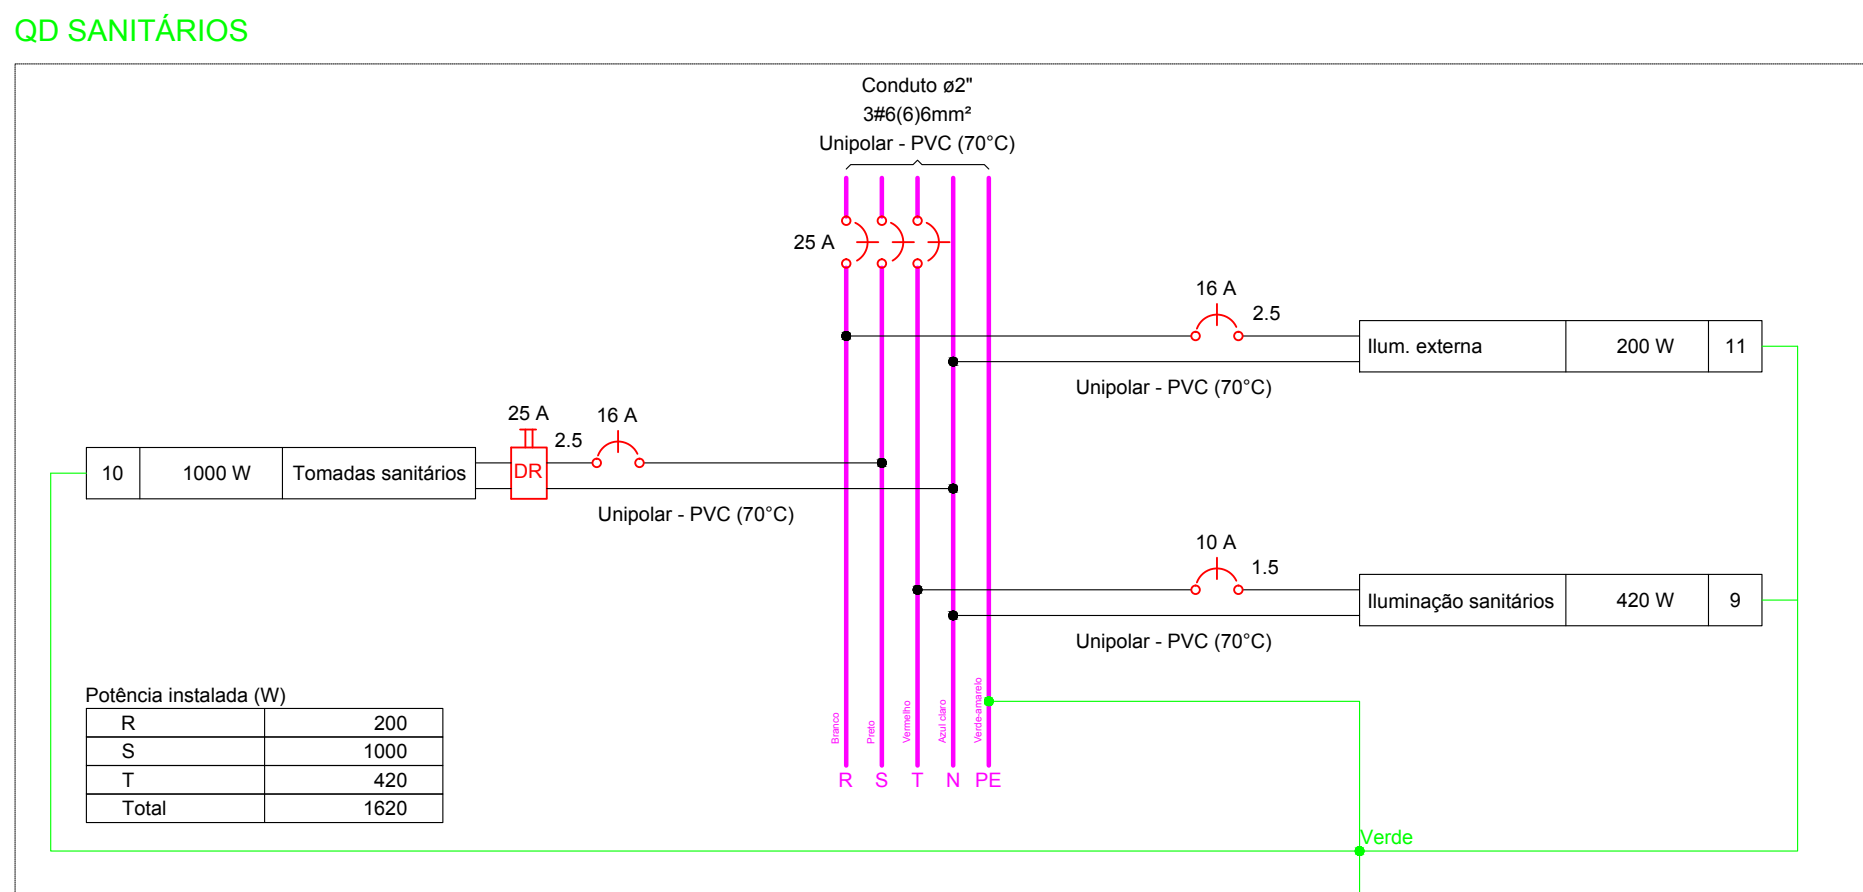 QD SANITÁRIOS
Conduto ø2"
3#6(6)6mm²
Unipolar - PVC (70°C)
25 A
16 A
2.5
Ilum. externa 200 W 11
Unipolar - PVC (70°C)
25 A 16 A
2.5
10 1000 W Tomadas sanitários DR
Unipolar - PVC (70°C)
10 A
1.5
Iluminação sanitários 420 W 9
Unipolar - PVC (70°C)
Potência instalada (W)
R 200
S 1000
T 420
Total 1620
Branco
Preto
Vermelho
Azul claro
Verde-amarelo
R S T N PE
Verde